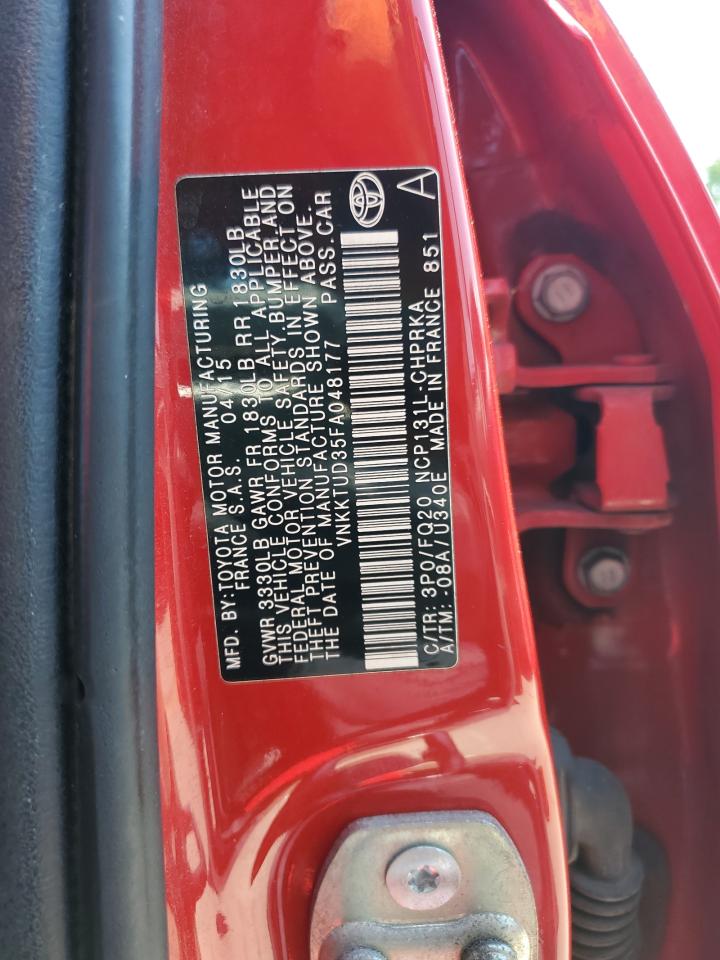 MFD. BY: TOYOTA MOTOR MANUFACTURING
FRANCE S.A.S. 04/15
GVWR 3330LB GAWR FR 1830LB RR 1830LB
THIS VEHICLE CONFORMS TO ALL APPLICABLE
FEDERAL MOTOR VEHICLE SAFETY, BUMPER, AND
THEFT PREVENTION STANDARDS IN EFFECT ON
THE DATE OF MANUFACTURE SHOWN ABOVE.
VNKKTUD35FA048177 PASS.CAR
C/TR: 3P0/FQ20 NCP131L-CHPRKA
A/TM: -08A/U340E MADE IN FRANCE 851 A